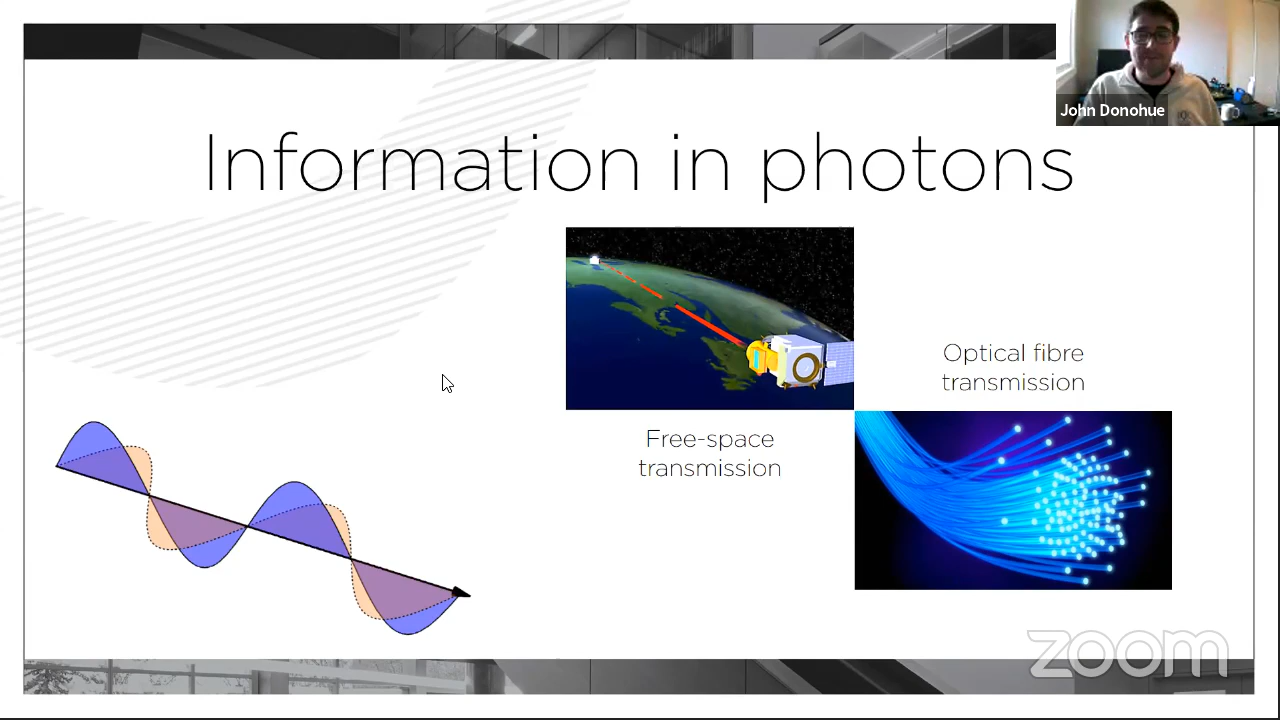 John Donohue
Information in photons
Optical fibre
transmission
Free-space
transmission
zoom